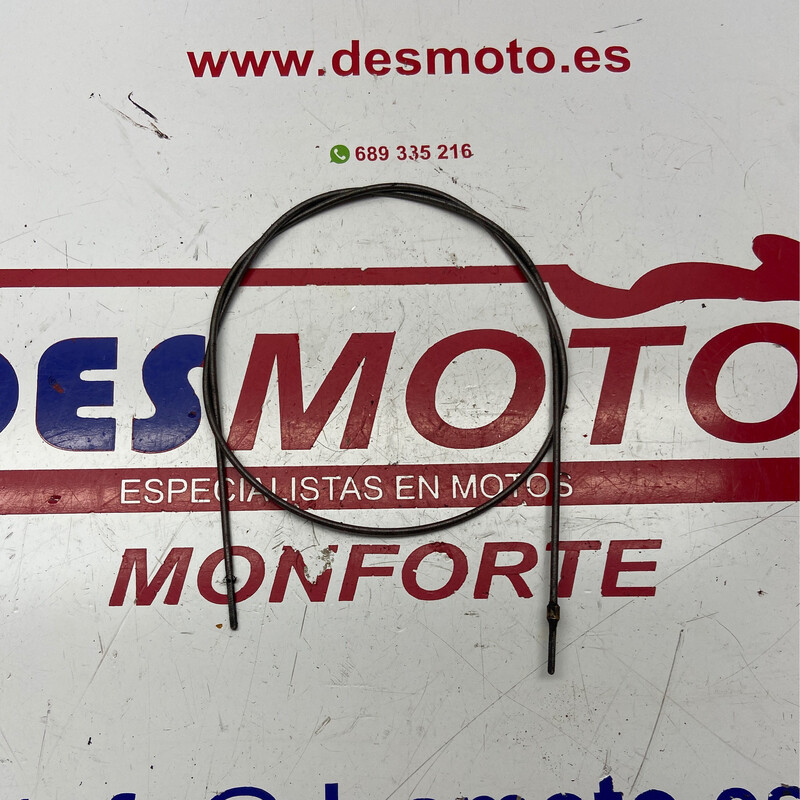 www.desmoto.es
689 335 216
DESMOTO
ESPECIALISTAS EN MOTOS
MONFORTE